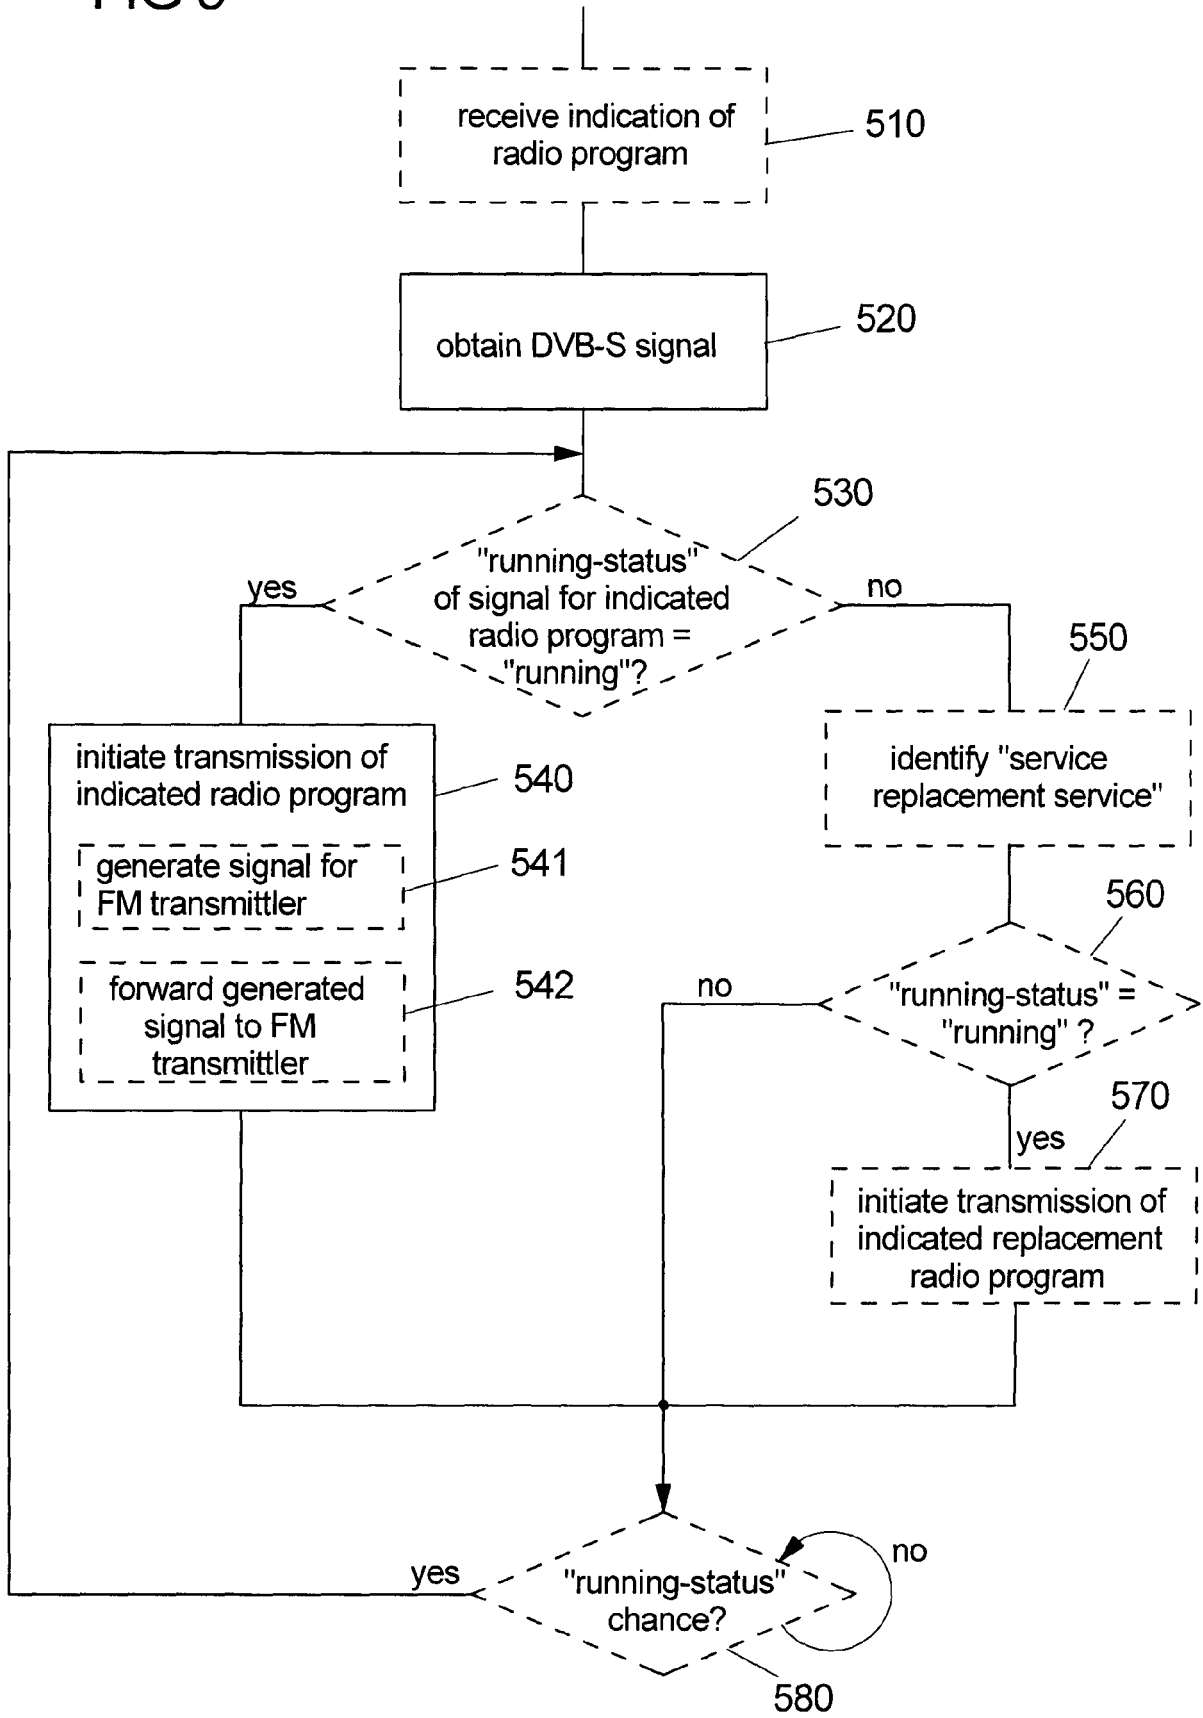 receive indication of
radio program
510
obtain DVB-S signal
520
530
"running-status"
of signal for indicated
radio program =
"running"?
yes
no
550
initiate transmission of
indicated radio program
540
generate signal for
FM transmittler
541
forward generated
signal to FM
transmittler
542
identify "service
replacement service"
560
no
"running-status" =
"running" ?
570
yes
initiate transmission of
indicated replacement
radio program
yes
"running-status"
chance?
no
580